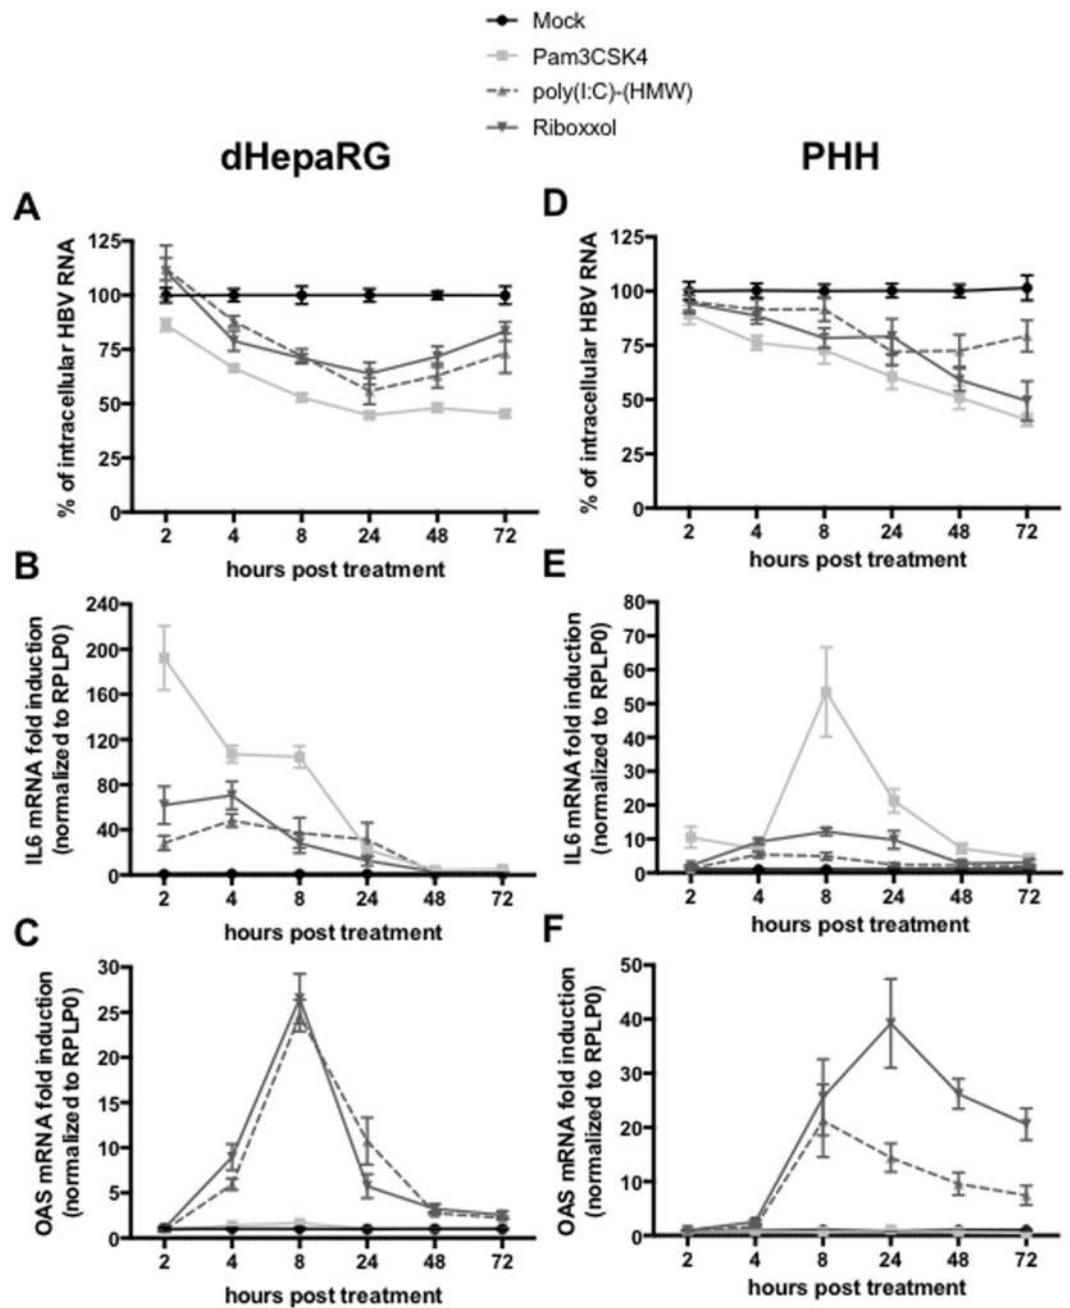 Mock
Pam3CSK4
poly(I:C)-(HMW)
Riboxxol
dHepaRG
PHH
A
% of intracellular HBV RNA
125
100
75
50
25
0
2 4 8 24 48 72
hours post treatment
D
% of intracellular HBV RNA
125
100
75
50
25
0
2 4 8 24 48 72
hours post treatment
B
IL6 mRNA fold induction
(normalized to RPLP0)
240
200
160
120
80
40
0
2 4 8 24 48 72
hours post treatment
E
IL6 mRNA fold induction
(normalized to RPLP0)
80
70
60
50
40
30
20
10
0
2 4 8 24 48 72
hours post treatment
C
OAS mRNA fold induction
(normalized to RPLP0)
30
25
20
15
10
5
0
2 4 8 24 48 72
hours post treatment
F
OAS mRNA fold induction
(normalized to RPLP0)
50
40
30
20
10
0
2 4 8 24 48 72
hours post treatment